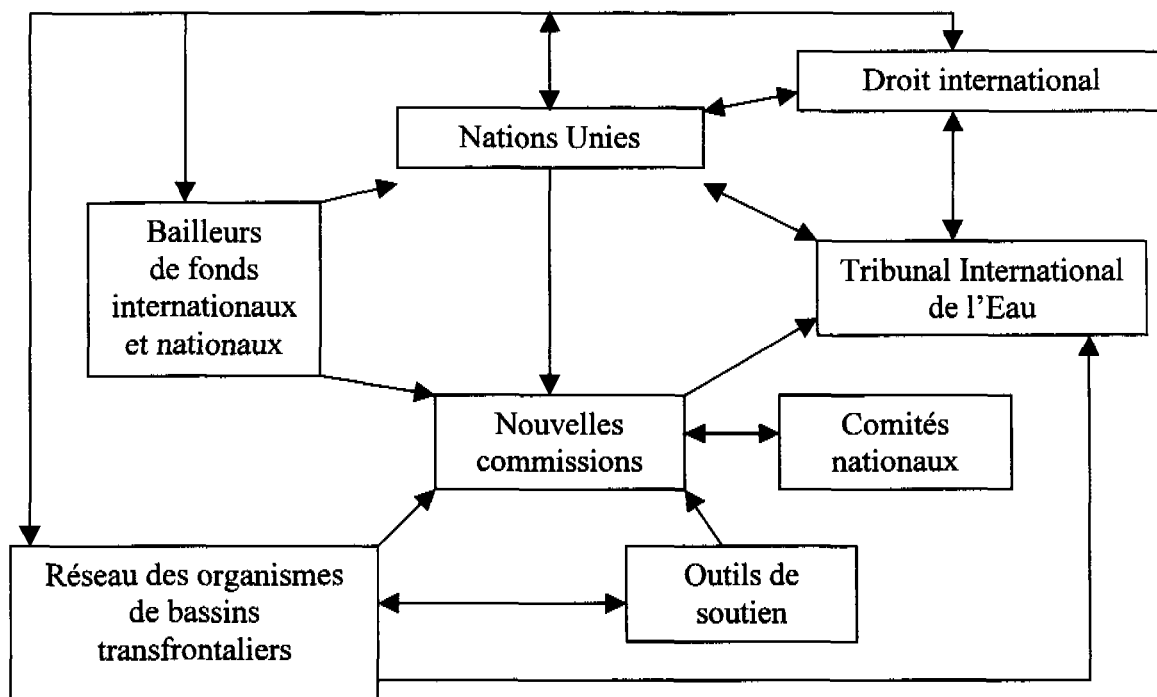 Droit international
Nations Unies
Bailleurs
de fonds
internationaux
et nationaux
Tribunal International
de l'Eau
Nouvelles
commissions
Comités
nationaux
Réseau des organismes
de bassins
transfrontaliers
Outils de
soutien